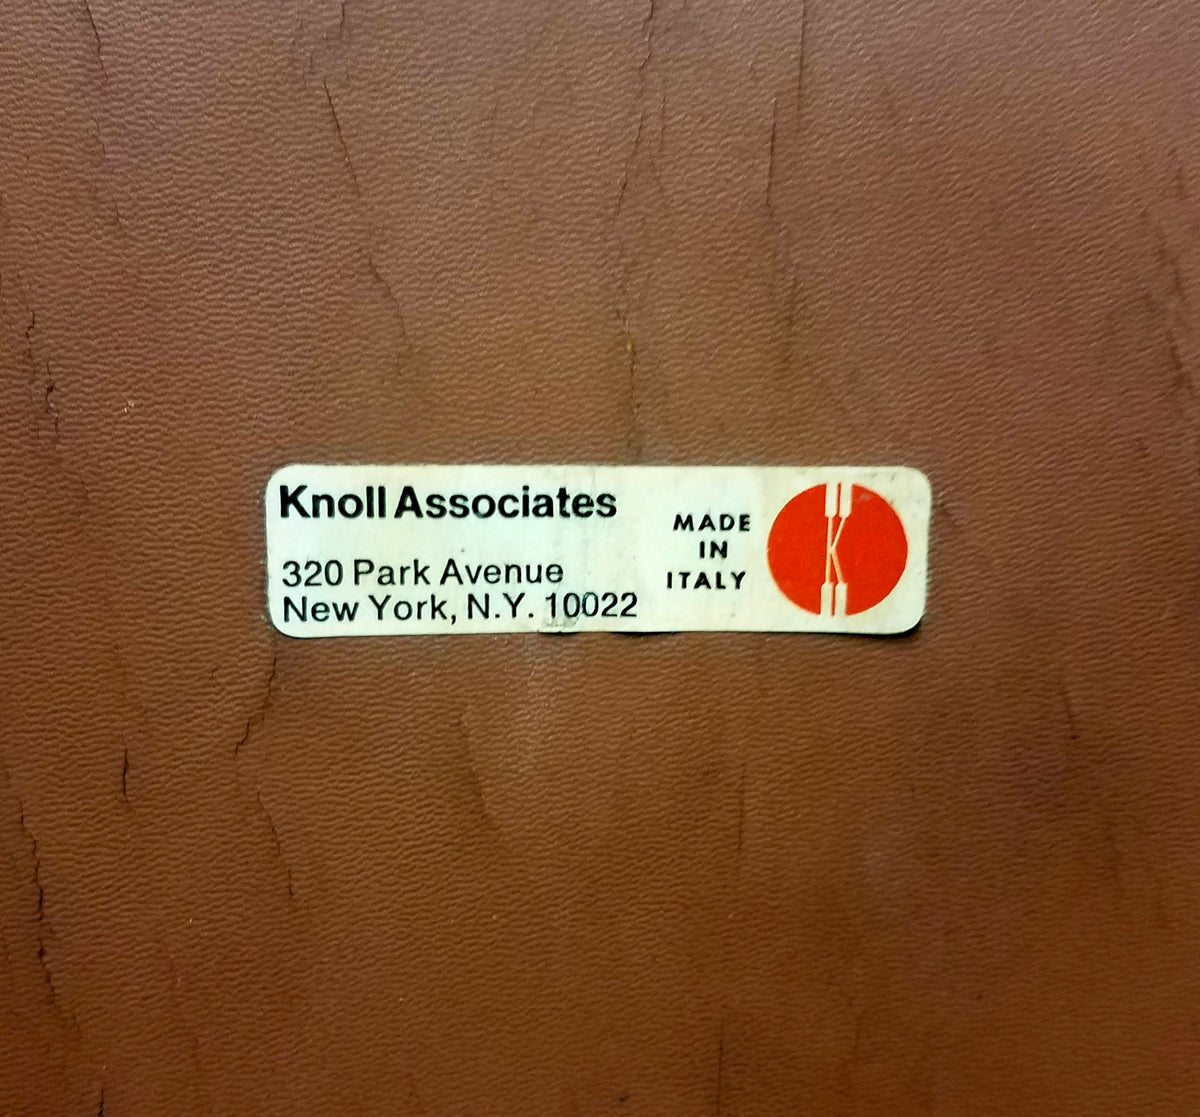 Knoll Associates
320 Park Avenue
New York, N.Y. 10022
MADE
IN
ITALY
K